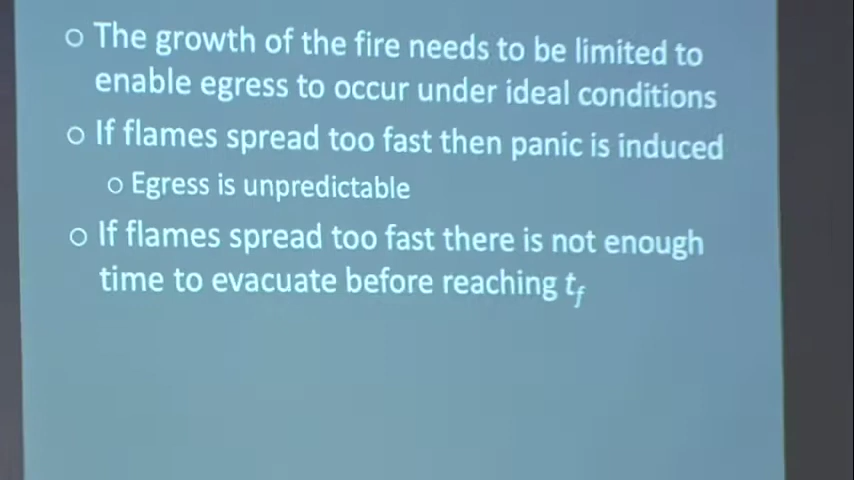 ○ The growth of the fire needs to be limited to
enable egress to occur under ideal conditions
○ If flames spread too fast then panic is induced
○ Egress is unpredictable
○ If flames spread too fast there is not enough
time to evacuate before reaching t_f